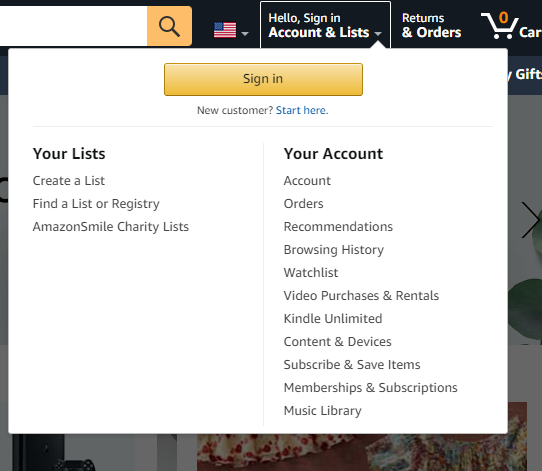 Hello, Sign in
Account & Lists
Returns
& Orders
0
Car
y Gift
Sign in
New customer? Start here.
Your Lists
Create a List
Find a List or Registry
AmazonSmile Charity Lists
Your Account
Account
Orders
Recommendations
Browsing History
Watchlist
Video Purchases & Rentals
Kindle Unlimited
Content & Devices
Subscribe & Save Items
Memberships & Subscriptions
Music Library